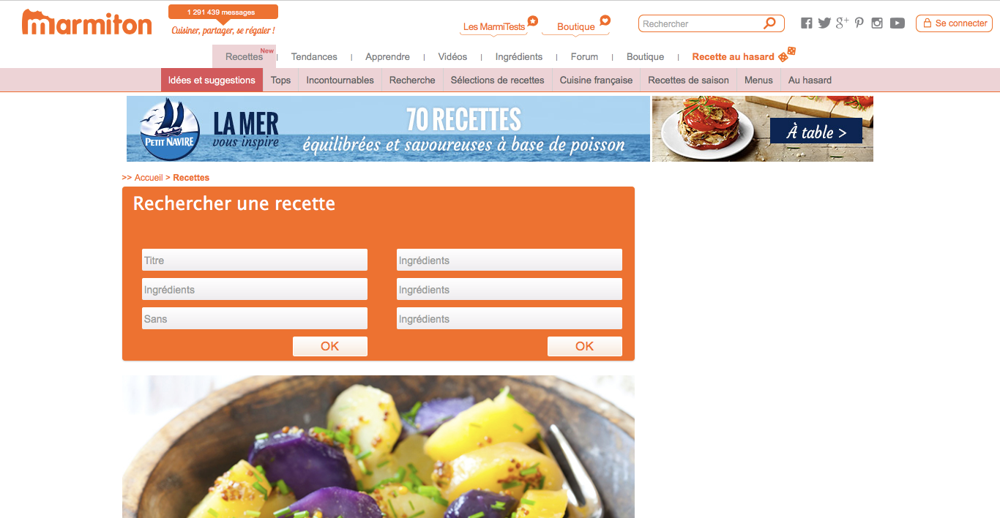 marmiton
1 291 439 messages
Cuisiner, partager, se régaler !
Les MarmiTests
Boutique
Rechercher
Se connecter
Recettes New | Tendances | Apprendre | Vidéos | Ingrédients | Forum | Boutique | Recette au hasard
Idées et suggestions Tops Incontournables Recherche Sélections de recettes Cuisine française Recettes de saison Menus Au hasard
PETIT NAVIRE
LA MER
vous inspire
70 RECETTES
équilibrées et savoureuses à base de poisson
À table >
>> Accueil > Recettes
Rechercher une recette
Titre
Ingrédients
Sans
OK
Ingrédients
Ingrédients
Ingrédients
OK